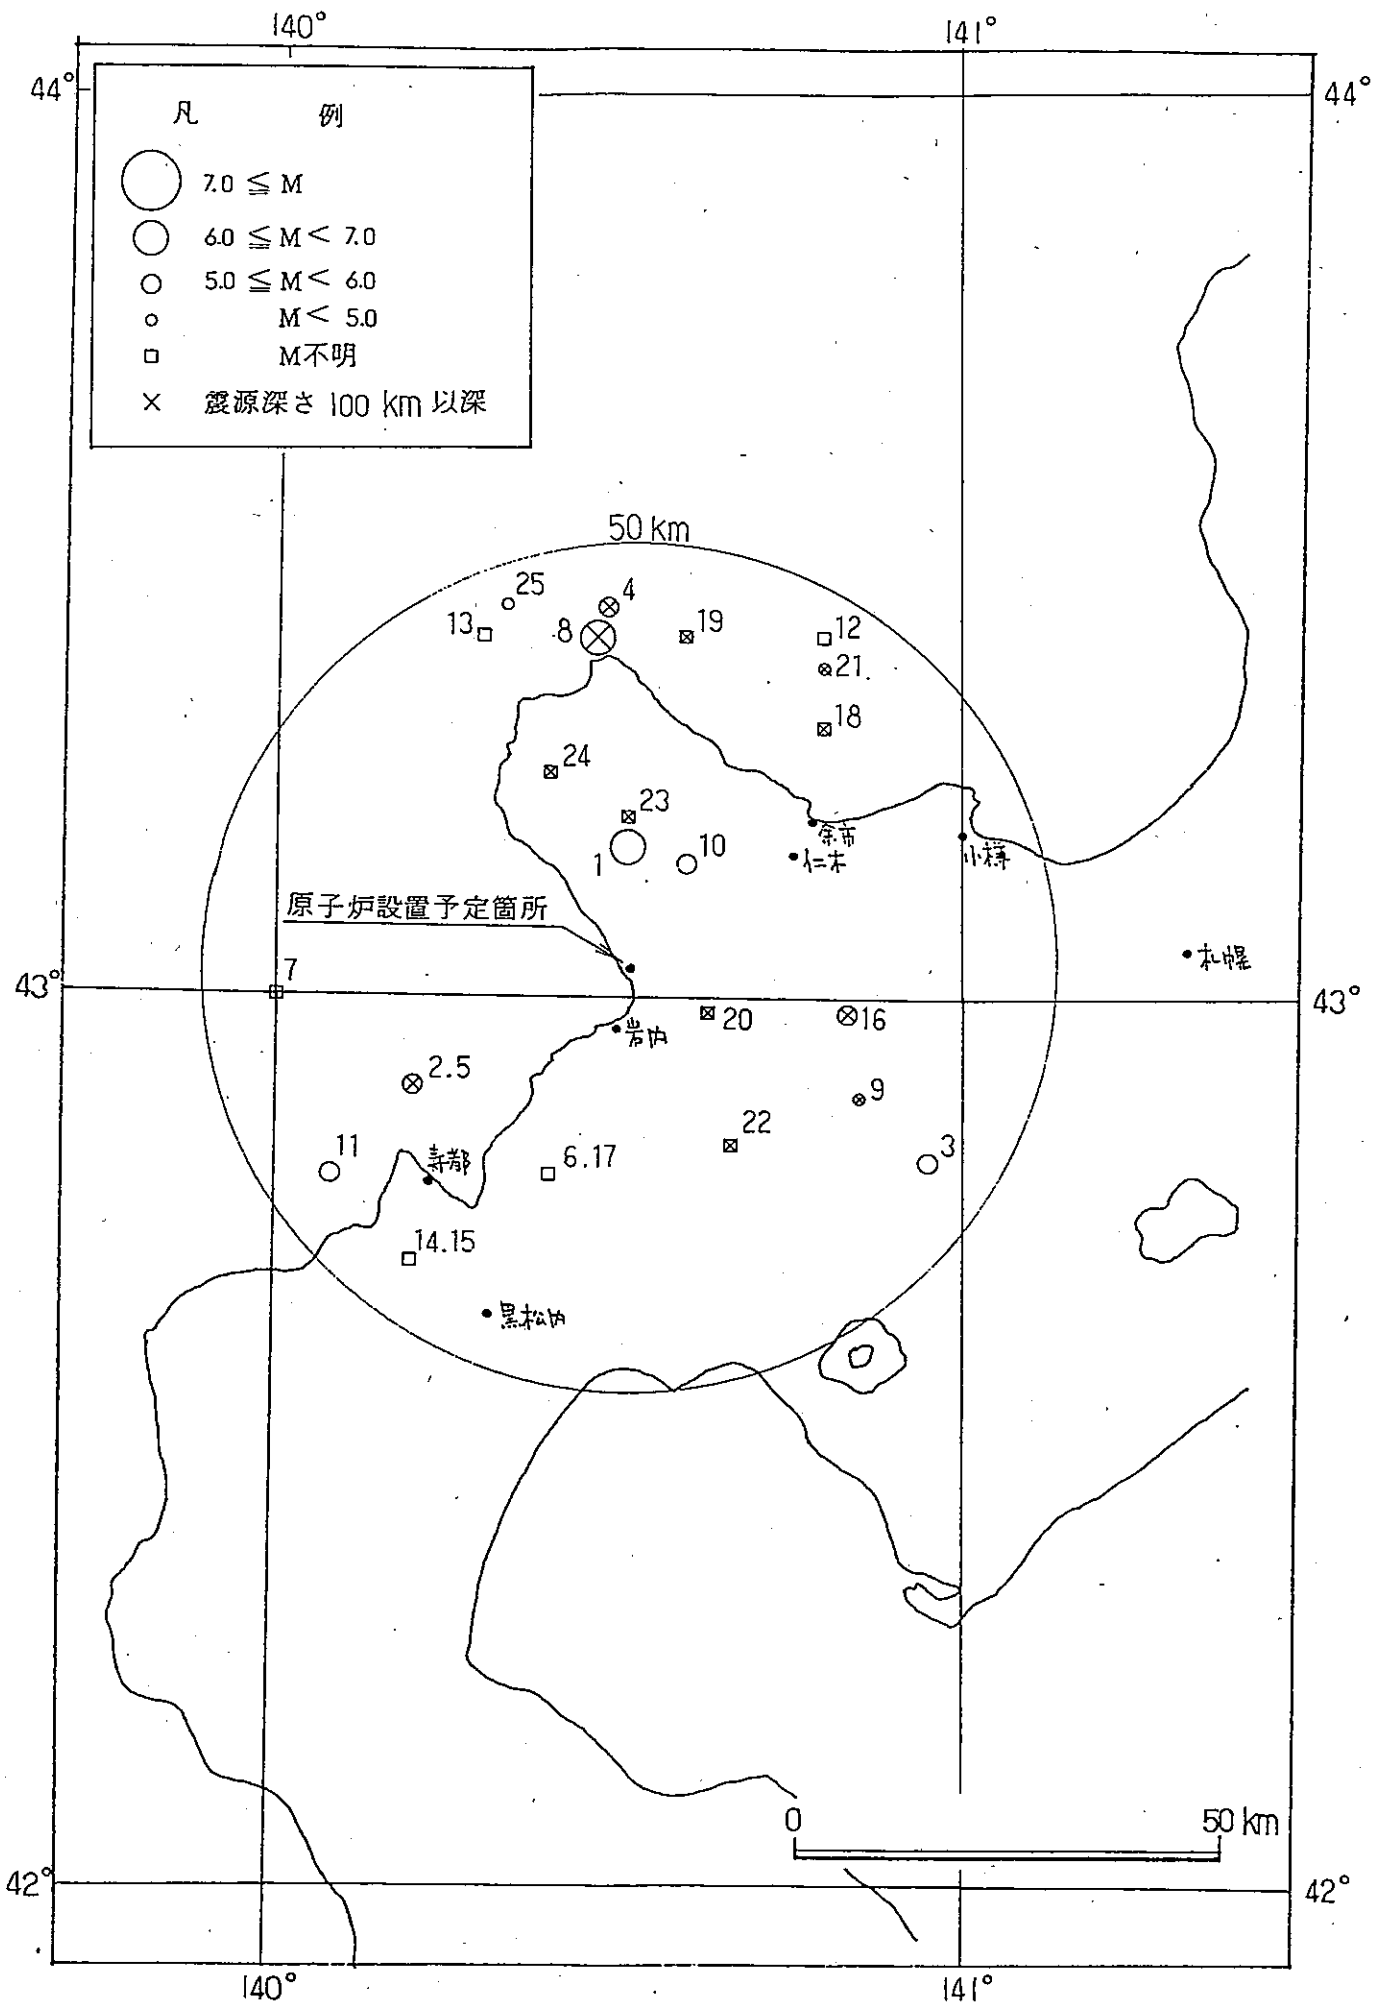 140°
141°
44°
44°
凡 例
7.0 ≦ M
6.0 ≦ M < 7.0
5.0 ≦ M < 6.0
M < 5.0
M不明
× 震源深さ 100 km 以深
50 km
25
4
13
8
19
12
21
18
24
23
余市
1
10
仁木
小樽
原子炉設置予定箇所
札幌
7
43°
43°
20
16
岩内
2.5
9
22
11
寿都
6.17
3
14.15
黒松内
0
50 km
42°
42°
140°
141°